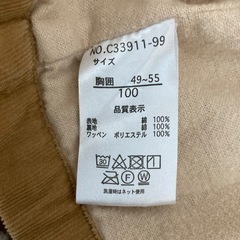 NO.C33911-99
サイズ
胸囲 49~55
100
品質表示
表地 綿 100%
裏地 綿 100%
ワッペン ポリエステル 100%
洗濯時はネット使用